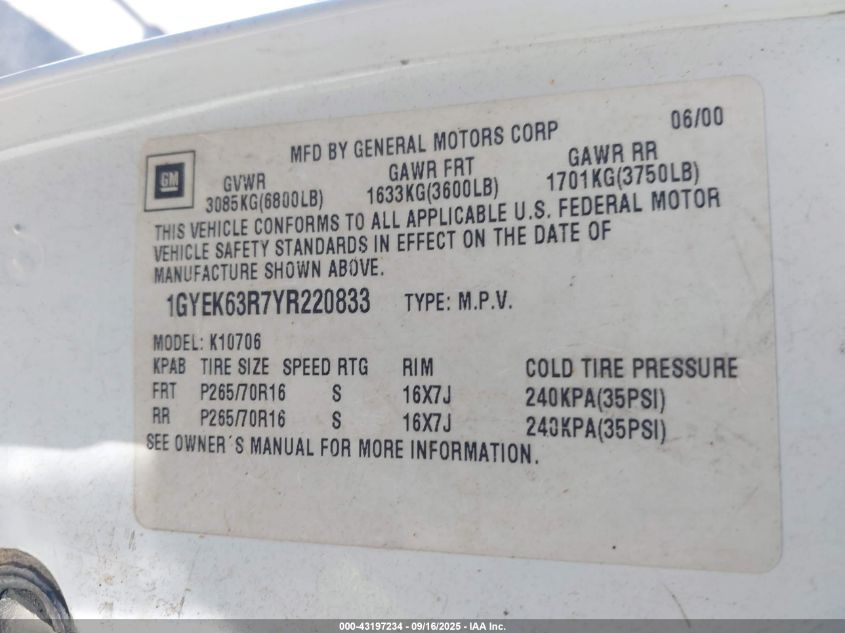 06/00
MFD BY GENERAL MOTORS CORP
GM
GVWR GAWR FRT GAWR RR
3085KG(6800LB) 1633KG(3600LB) 1701KG(3750LB)
THIS VEHICLE CONFORMS TO ALL APPLICABLE U.S. FEDERAL MOTOR
VEHICLE SAFETY STANDARDS IN EFFECT ON THE DATE OF
MANUFACTURE SHOWN ABOVE.
1GYEK63R7YR220833 TYPE: M.P.V.
MODEL: K10706
KPAB TIRE SIZE SPEED RTG RIM COLD TIRE PRESSURE
FRT P265/70R16 S 16X7J 240KPA(35PSI)
RR P265/70R16 S 16X7J 240KPA(35PSI)
SEE OWNER'S MANUAL FOR MORE INFORMATION.
000-43197234 - 09/16/2025 - IAA Inc.